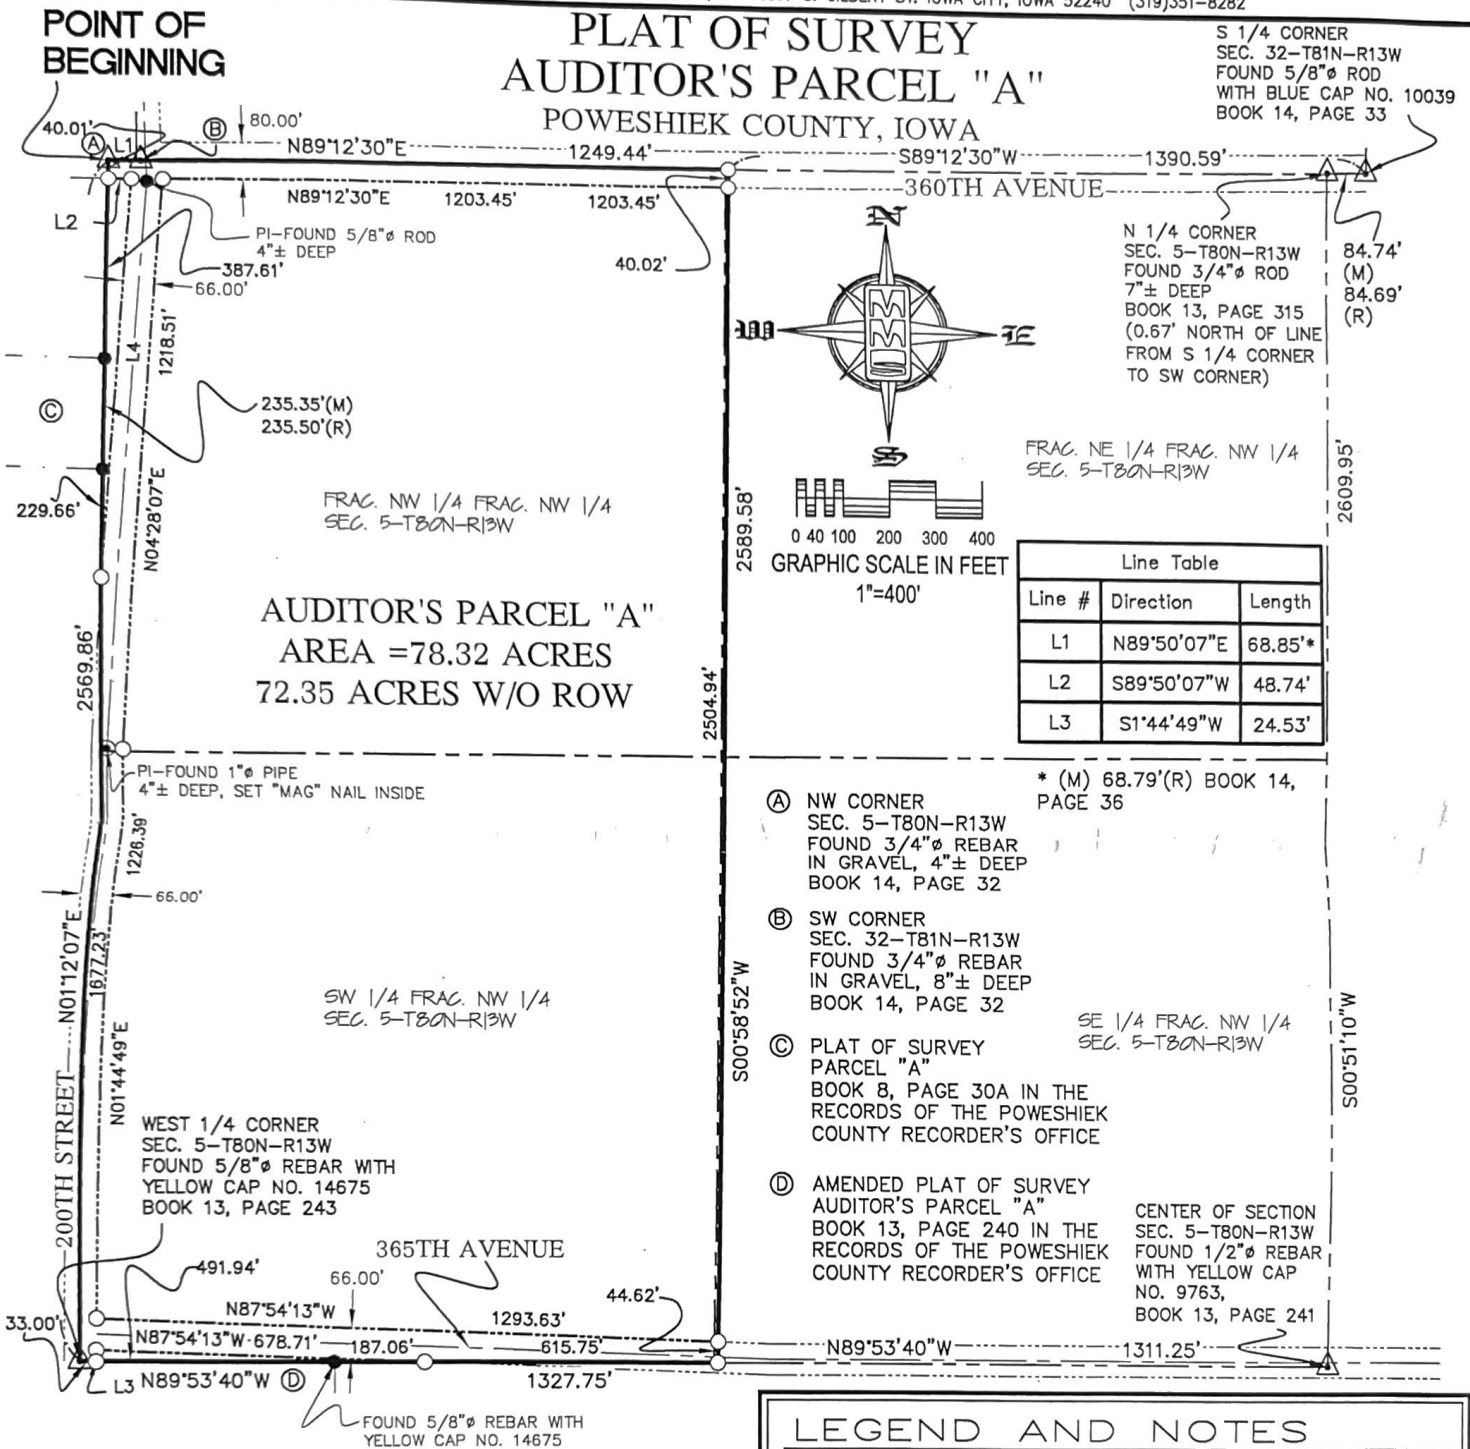 IOWA CITY, IOWA 52240 (319)351-8282
POINT OF
BEGINNING
PLAT OF SURVEY
AUDITOR'S PARCEL "A"
POWESHIEK COUNTY, IOWA
S 1/4 CORNER
SEC. 32-T81N-R13W
FOUND 5/8"ø ROD
WITH BLUE CAP NO. 10039
BOOK 14, PAGE 33
40.01'
A
L1
B
80.00'
N89°12'30"E
1249.44'
S89°12'30"W
1390.59'
360TH AVENUE
N89°12'30"E
1203.45'
1203.45'
L2
PI-FOUND 5/8"ø ROD
4"± DEEP
387.61'
66.00'
40.02'
N
W
E
S
MMS
N 1/4 CORNER
SEC. 5-T80N-R13W
FOUND 3/4"ø ROD
7"± DEEP
BOOK 13, PAGE 315
(0.67' NORTH OF LINE
FROM S 1/4 CORNER
TO SW CORNER)
84.74'
(M)
84.69'
(R)
L4
1218.51'
C
235.35'(M)
235.50'(R)
229.66'
N04°28'07"E
FRAC. NW 1/4 FRAC. NW 1/4
SEC. 5-T80N-R13W
FRAC. NE 1/4 FRAC. NW 1/4
SEC. 5-T80N-R13W
2609.95'
2589.58'
0 40 100 200 300 400
GRAPHIC SCALE IN FEET
1"=400'
Line Table
Line # Direction Length
L1 N89°50'07"E 68.85'*
L2 S89°50'07"W 48.74'
L3 S1°44'49"W 24.53'
* (M) 68.79'(R) BOOK 14,
PAGE 36
AUDITOR'S PARCEL "A"
AREA =78.32 ACRES
72.35 ACRES W/O ROW
2569.86'
2504.94'
PI-FOUND 1"ø PIPE
4"± DEEP, SET "MAG" NAIL INSIDE
1226.39'
66.00'
A NW CORNER
SEC. 5-T80N-R13W
FOUND 3/4"ø REBAR
IN GRAVEL, 4"± DEEP
BOOK 14, PAGE 32
B SW CORNER
SEC. 32-T81N-R13W
FOUND 3/4"ø REBAR
IN GRAVEL, 8"± DEEP
BOOK 14, PAGE 32
C PLAT OF SURVEY
PARCEL "A"
BOOK 8, PAGE 30A IN THE
RECORDS OF THE POWESHIEK
COUNTY RECORDER'S OFFICE
D AMENDED PLAT OF SURVEY
AUDITOR'S PARCEL "A"
BOOK 13, PAGE 240 IN THE
RECORDS OF THE POWESHIEK
COUNTY RECORDER'S OFFICE
N01°12'07"E
1677.23'
N01°44'49"E
200TH STREET
SW 1/4 FRAC. NW 1/4
SEC. 5-T80N-R13W
S00°58'52"W
SE 1/4 FRAC. NW 1/4
SEC. 5-T80N-R13W
S00°51'10"W
WEST 1/4 CORNER
SEC. 5-T80N-R13W
FOUND 5/8"ø REBAR WITH
YELLOW CAP NO. 14675
BOOK 13, PAGE 243
CENTER OF SECTION
SEC. 5-T80N-R13W
FOUND 1/2"ø REBAR
WITH YELLOW CAP
NO. 9763,
BOOK 13, PAGE 241
365TH AVENUE
491.94'
66.00'
44.62'
33.00'
N87°54'13"W
1293.63'
N87°54'13"W 678.71'
187.06'
615.75'
N89°53'40"W
1311.25'
L3 N89°53'40"W D
1327.75'
FOUND 5/8"ø REBAR WITH
YELLOW CAP NO. 14675
LEGEND AND NOTES